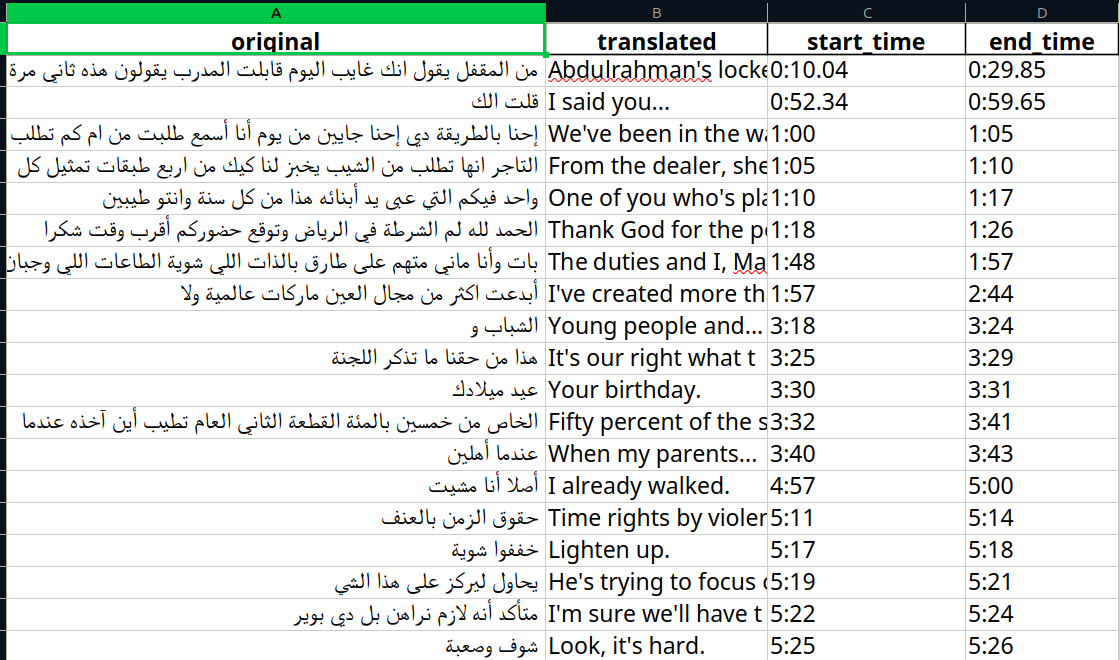 A B C D
original translated start_time end_time
من المقفل يقول انك غايب اليوم قابلت المدرب يقولون هذه ثاني مرة Abdulrahman's locke 0:10.04 0:29.85
قلت الك I said you... 0:52.34 0:59.65
إحنا بالطريقة دي إحنا جايين من يوم أنا أسمع طلبت من ام كم تطلب We've been in the wa 1:00 1:05
التاجر انها تطلب من الشيب يخبز لنا كيك من اربع طبقات تمثيل كل From the dealer, she 1:05 1:10
واحد فيكم التي عبى يد أبنائه هذا من كل سنة وانتو طيبين One of you who's pla 1:10 1:17
الحمد لله لم الشرطة في الرياض وتوقع حضوركم أقرب وقت شكرا Thank God for the po 1:18 1:26
بات وأنا ماني متهم على طارق بالذات اللي شوية الطاعات اللي وجبان The duties and I, Ma 1:48 1:57
أبدعت اكثر من مجال العين ماركات عالمية ولا I've created more th 1:57 2:44
الشباب و Young people and... 3:18 3:24
هذا من حقنا ما تذكر اللجنة It's our right what t 3:25 3:29
عيد ميلادك Your birthday. 3:30 3:31
الخاص من خمسين بالمئة القطعة الثاني العام تطيب أين آخذه عندما Fifty percent of the s 3:32 3:41
عندما أهلين When my parents... 3:40 3:43
أصلا أنا مشيت I already walked. 4:57 5:00
حقوق الزمن بالعنف Time rights by violer 5:11 5:14
خففوا شوية Lighten up. 5:17 5:18
يحاول ليركز على هذا الشي He's trying to focus 5:19 5:21
متأكد أنه لازم نراهن بل دي بوير I'm sure we'll have t 5:22 5:24
شوف وصعبة Look, it's hard. 5:25 5:26